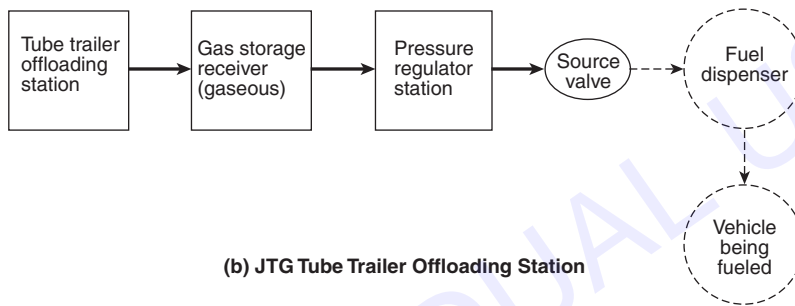 Tube trailer
offloading
station
Gas storage
receiver
(gaseous)
Pressure
regulator
station
Source
valve
Fuel
dispenser
Vehicle
being
fueled
(b) JTG Tube Trailer Offloading Station